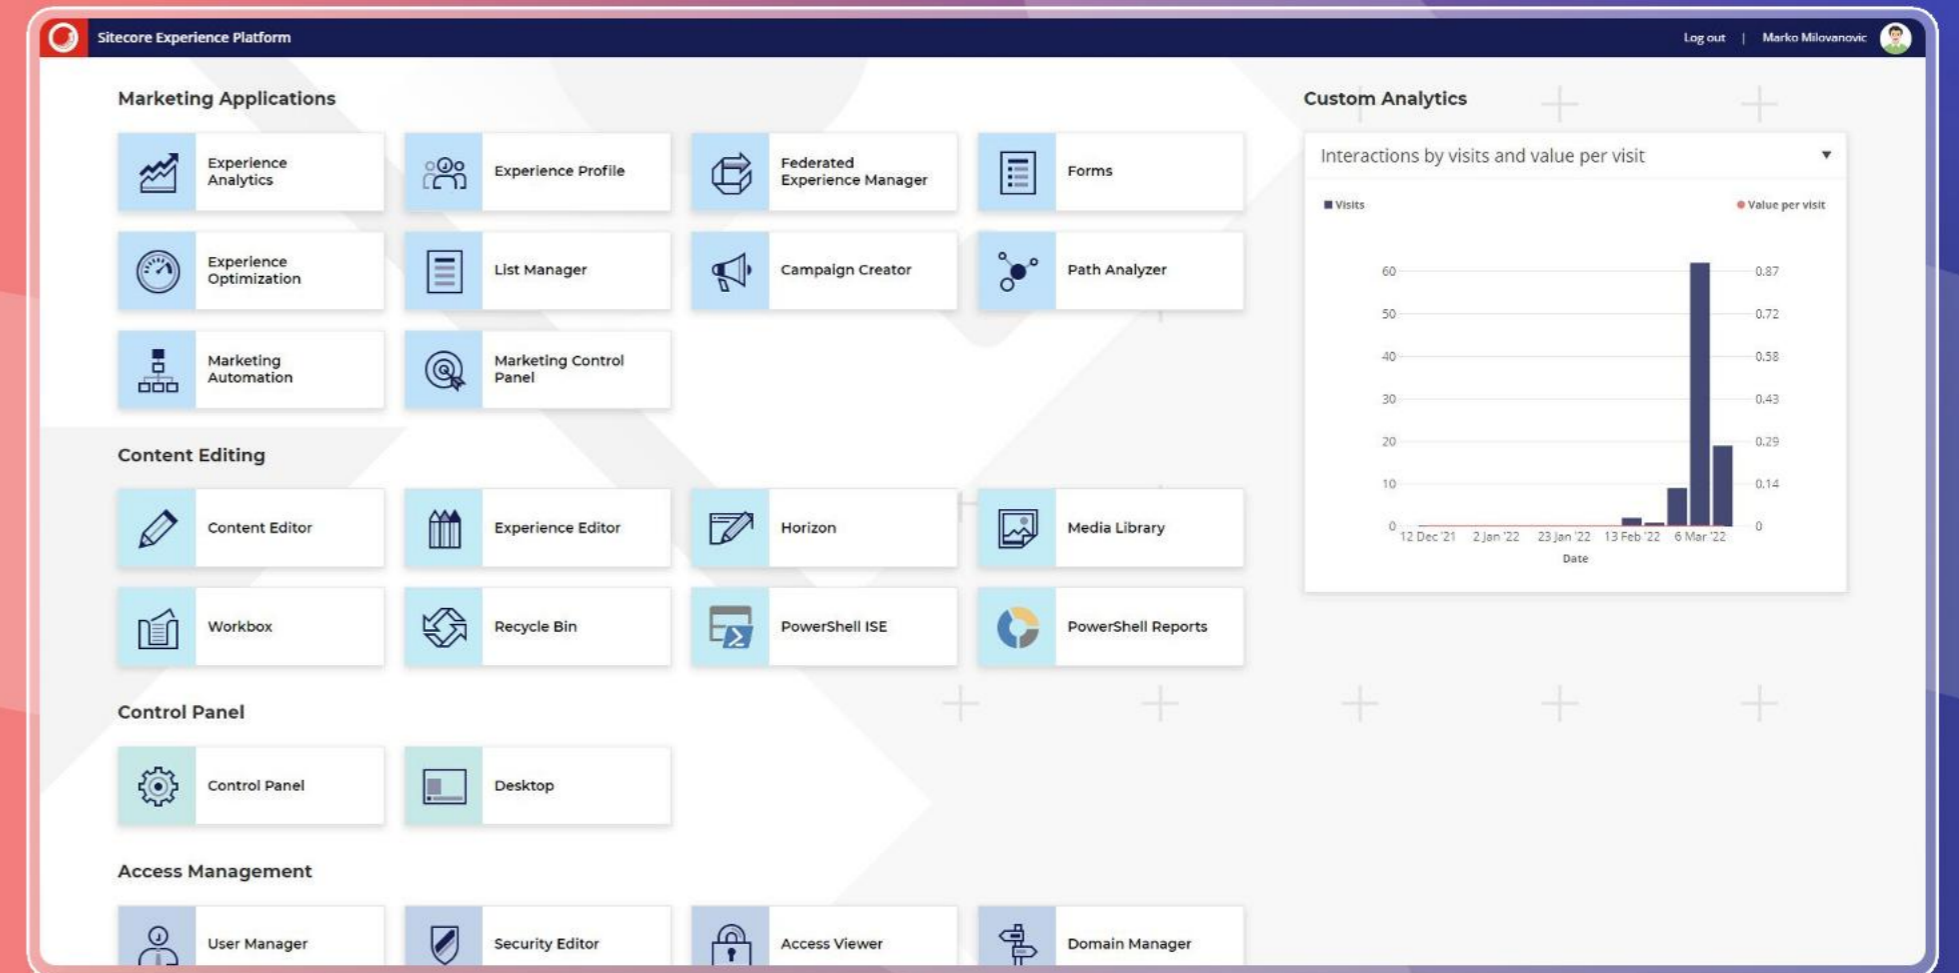 Sitecore Experience Platform
Log out | Marko Milovanovic
Marketing Applications
Experience
Analytics
Experience Profile
Federated
Experience Manager
Forms
Experience
Optimization
List Manager
Campaign Creator
Path Analyzer
Marketing
Automation
Marketing Control
Panel
Content Editing
Content Editor
Experience Editor
Horizon
Media Library
Workbox
Recycle Bin
PowerShell ISE
PowerShell Reports
Control Panel
Control Panel
Desktop
Access Management
User Manager
Security Editor
Access Viewer
Domain Manager
Custom Analytics
Interactions by visits and value per visit
Visits
Value per visit
60 0.87
50 0.72
40 0.58
30 0.43
20 0.29
10 0.14
0 0
12 Dec '21 2 Jan '22 23 Jan '22 13 Feb '22 6 Mar '22
Date